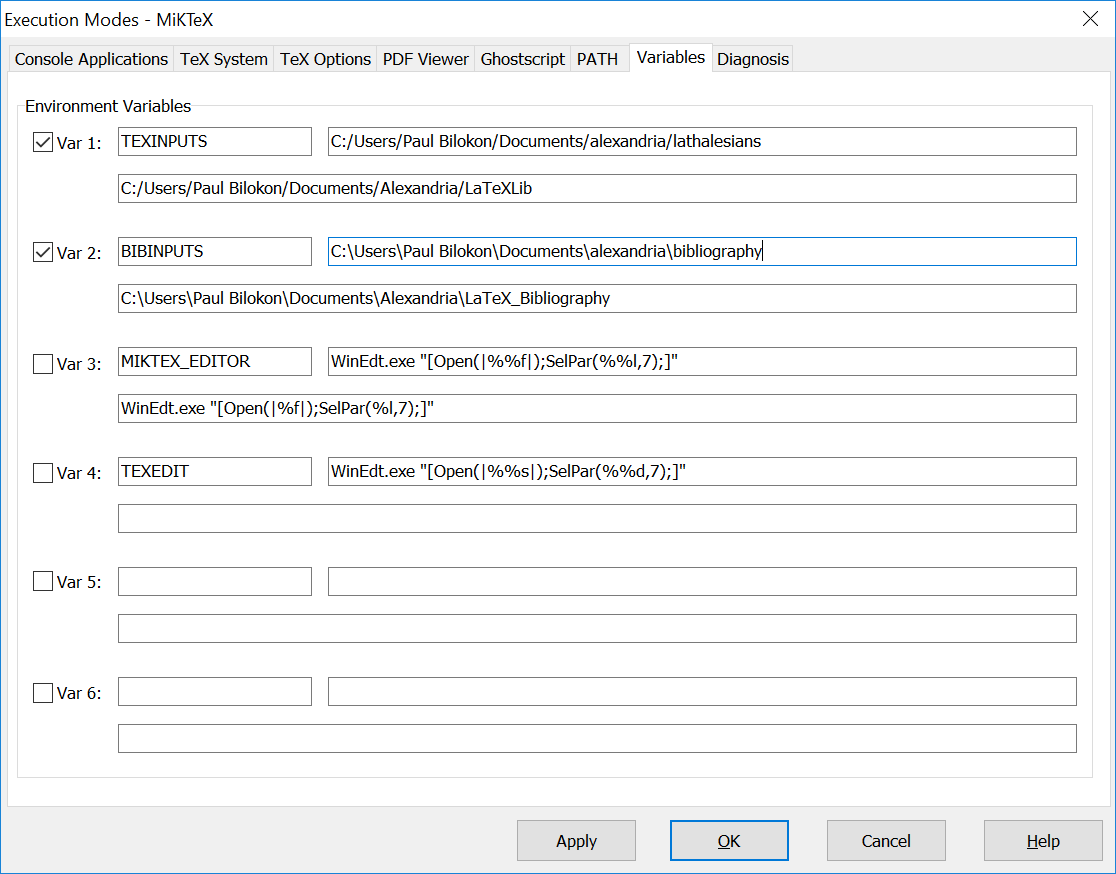 Execution Modes - MiKTeX
Console Applications TeX System TeX Options PDF Viewer Ghostscript PATH Variables Diagnosis
Environment Variables
Var 1: TEXINPUTS C:/Users/Paul Bilokon/Documents/alexandria/lathalesians
C:/Users/Paul Bilokon/Documents/Alexandria/LaTeXLib
Var 2: BIBINPUTS C:\Users\Paul Bilokon\Documents\alexandria\bibliography
C:\Users\Paul Bilokon\Documents\Alexandria\LaTeX_Bibliography
Var 3: MIKTEX_EDITOR WinEdt.exe "[Open(|%%f|);SelPar(%%l,7);]"
WinEdt.exe "[Open(|%f|);SelPar(%l,7);]"
Var 4: TEXEDIT WinEdt.exe "[Open(|%%s|);SelPar(%%d,7);]"
Var 5:
Var 6:
Apply OK Cancel Help